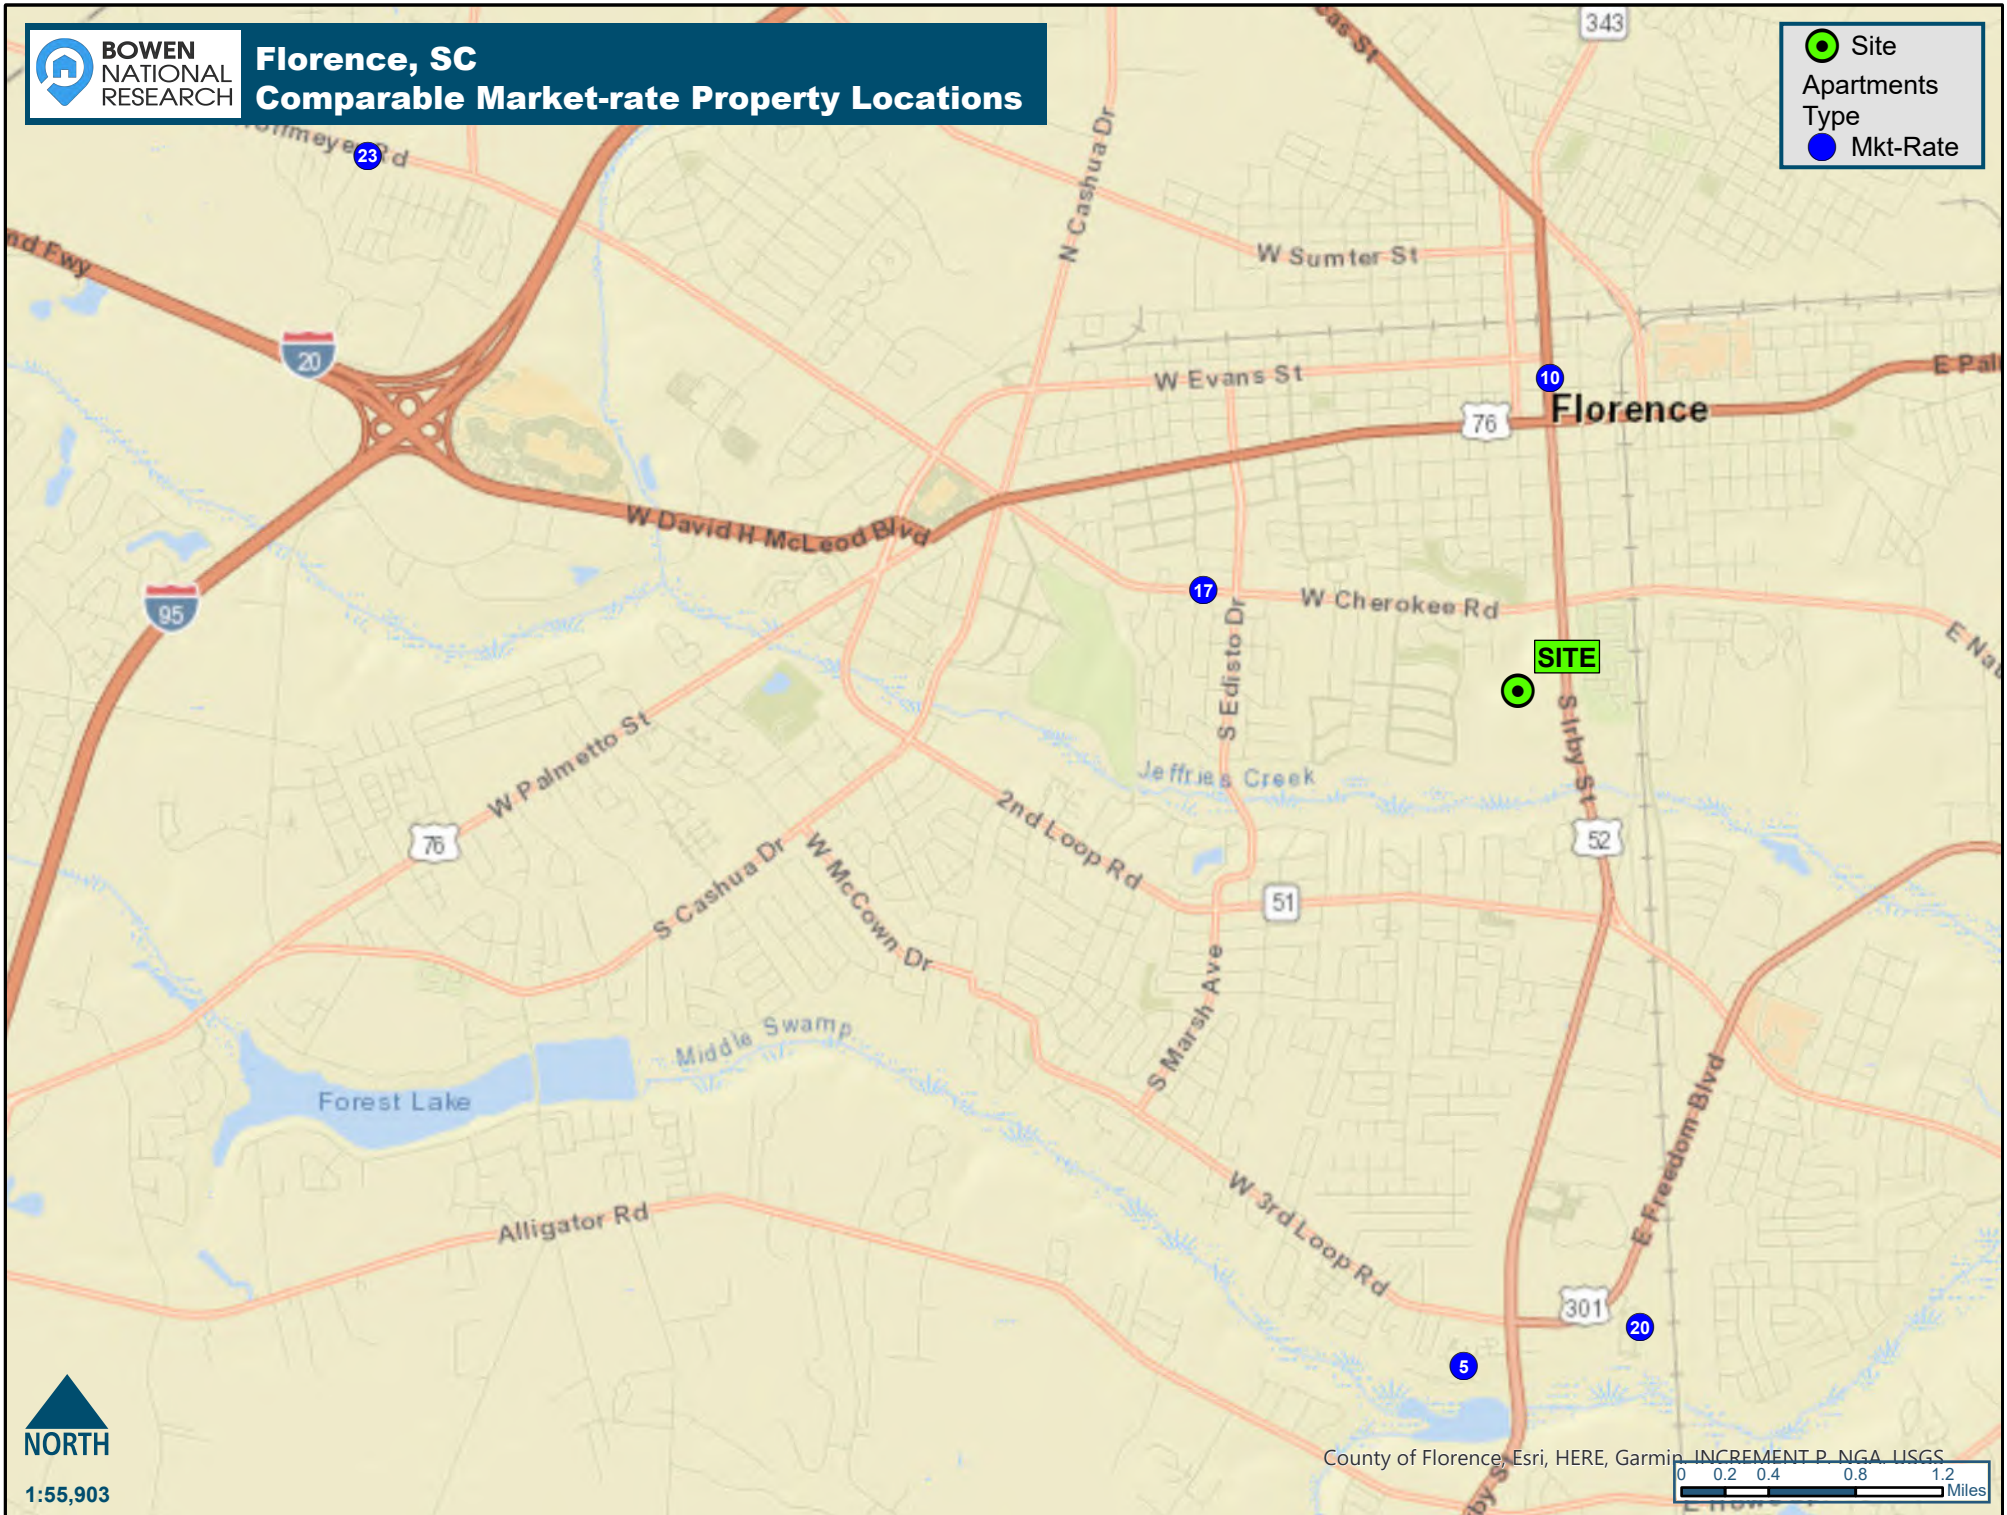 BOWEN
NATIONAL
RESEARCH
Florence, SC
Comparable Market-rate Property Locations
Site
Apartments
Type
Mkt-Rate
343
N Cashua Dr
23
W Sumter St
20
W Evans St
10
E Pal
76
Florence
W David H McLeod Blvd
95
17
W Cherokee Rd
S Edisto Dr
SITE
S Irby St
W Palmetto St
Jeffries Creek
76
2nd Loop Rd
52
S Cashua Dr
W McCown Dr
51
S Marsh Ave
Middle Swamp
Forest Lake
E Freedom Blvd
W 3rd Loop Rd
Alligator Rd
301
20
5
NORTH
1:55,903
County of Florence, Esri, HERE, Garmin, INCREMENT P, NGA, USGS
0 0.2 0.4 0.8 1.2
Miles